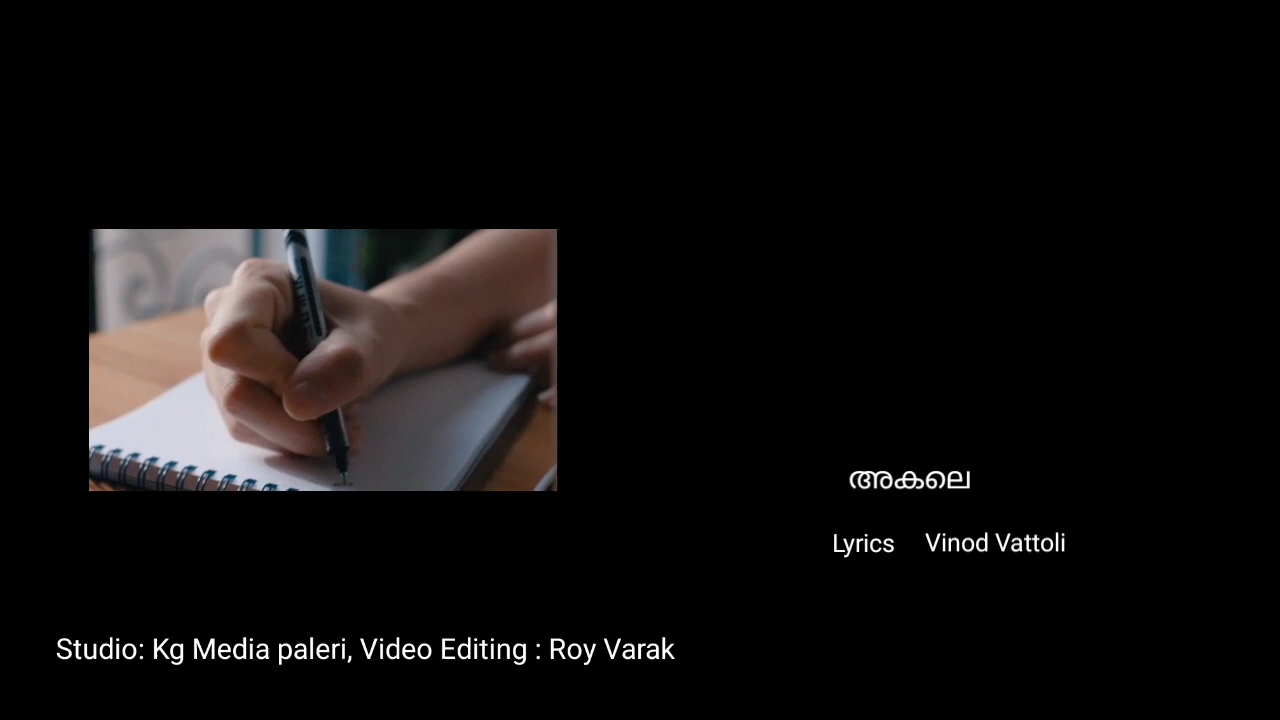 അകലെ
Lyrics Vinod Vattoli
Studio: Kg Media paleri, Video Editing : Roy Varak